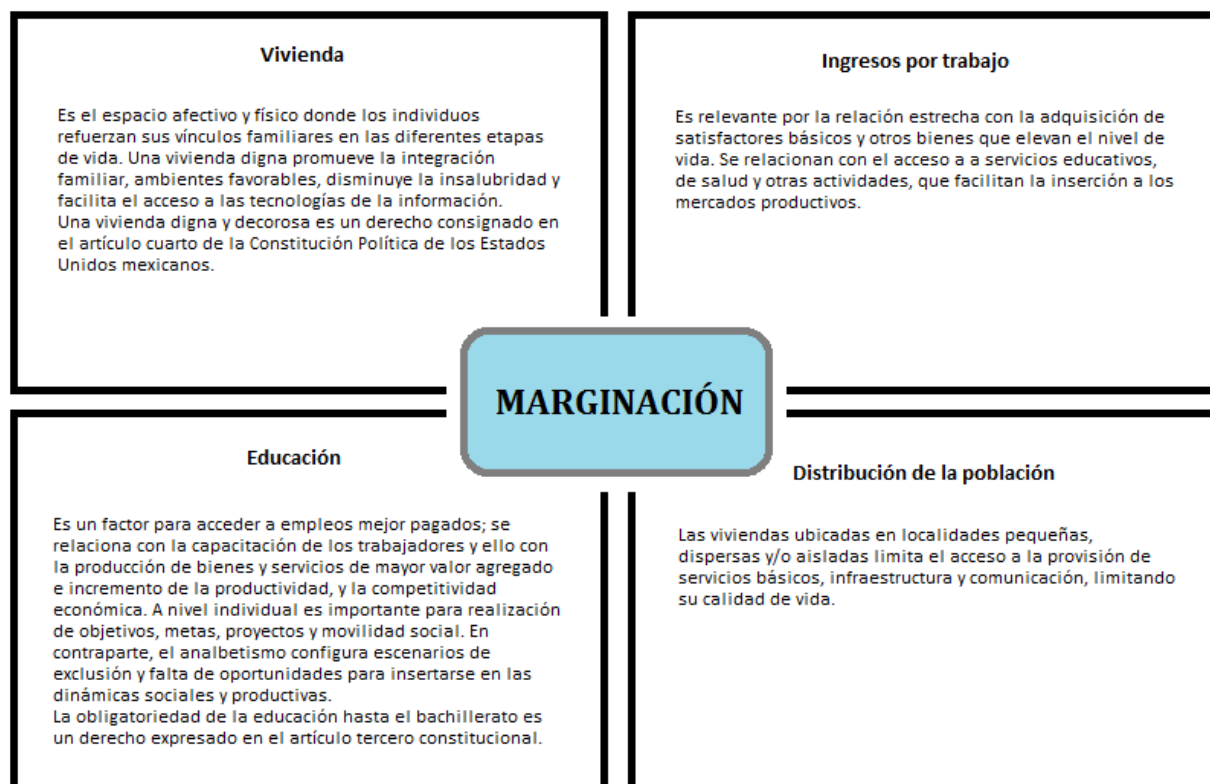 Vivienda
Es el espacio afectivo y físico donde los individuos
refuerzan sus vínculos familiares en las diferentes etapas
de vida. Una vivienda digna promueve la integración
familiar, ambientes favorables, disminuye la insalubridad y
facilita el acceso a las tecnologías de la información.
Una vivienda digna y decorosa es un derecho consignado en
el artículo cuarto de la Constitución Política de los Estados
Unidos mexicanos.
Ingresos por trabajo
Es relevante por la relación estrecha con la adquisición de
satisfactores básicos y otros bienes que elevan el nivel de
vida. Se relacionan con el acceso a a servicios educativos,
de salud y otras actividades, que facilitan la inserción a los
mercados productivos.
MARGINACIÓN
Educación
Es un factor para acceder a empleos mejor pagados; se
relaciona con la capacitación de los trabajadores y ello con
la producción de bienes y servicios de mayor valor agregado
e incremento de la productividad, y la competitividad
económica. A nivel individual es importante para realización
de objetivos, metas, proyectos y movilidad social. En
contraparte, el analbetismo configura escenarios de
exclusión y falta de oportunidades para insertarse en las
dinámicas sociales y productivas.
La obligatoriedad de la educación hasta el bachillerato es
un derecho expresado en el artículo tercero constitucional.
Distribución de la población
Las viviendas ubicadas en localidades pequeñas,
dispersas y/o aisladas limita el acceso a la provisión de
servicios básicos, infraestructura y comunicación, limitando
su calidad de vida.